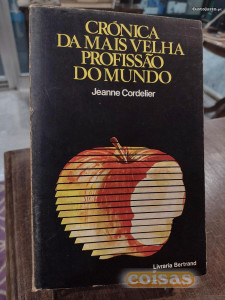 CRÓNICA
DA MAIS VELHA
PROFISSÃO
DO MUNDO
Jeanne Cordelier
Livraria Bertrand
coisas